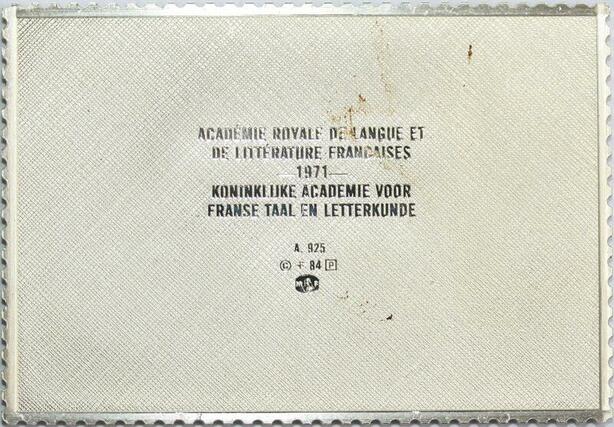 ACADÉMIE ROYALE DE LANGUE ET
DE LITTÉRATURE FRANÇAISES
—1971—
KONINKLIJKE ACADEMIE VOOR
FRANSE TAAL EN LETTERKUNDE
A. 925
© + 84 P
M F